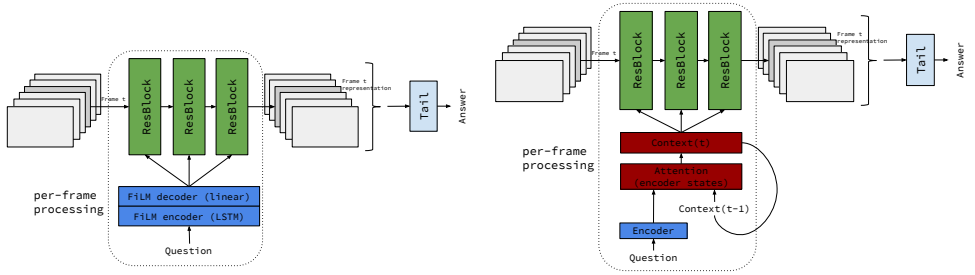 Frame t
ResBlock
ResBlock
ResBlock
Frame t
representation
Tail
Answer
per-frame
processing
FiLM decoder (linear)
FiLM encoder (LSTM)
Question
Frame t
ResBlock
ResBlock
ResBlock
Frame t
representation
Tail
Answer
per-frame
processing
Context(t)
Attention
(encoder states)
Context(t-1)
Encoder
Question